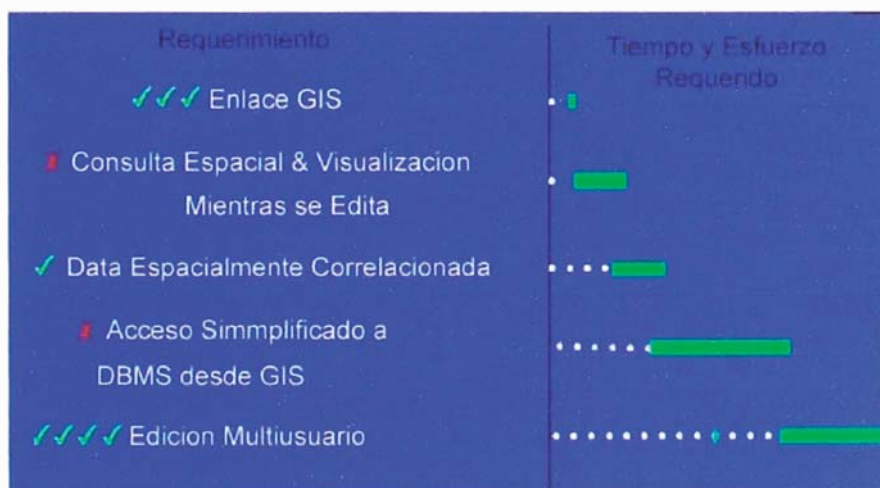 Requerimiento
Tiempo y Esfuerzo
Requerido
✓✓✓ Enlace GIS
Consulta Espacial & Visualizacion
Mientras se Edita
✓ Data Espacialmente Correlacionada
Acceso Simmplificado a
DBMS desde GIS
✓✓✓✓ Edicion Multiusuario